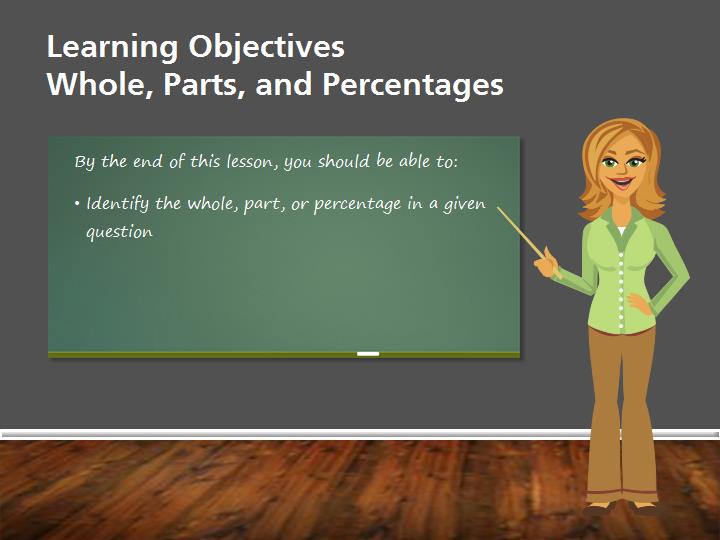 Learning Objectives
Whole, Parts, and Percentages
By the end of this lesson, you should be able to:
• Identify the whole, part, or percentage in a given
question